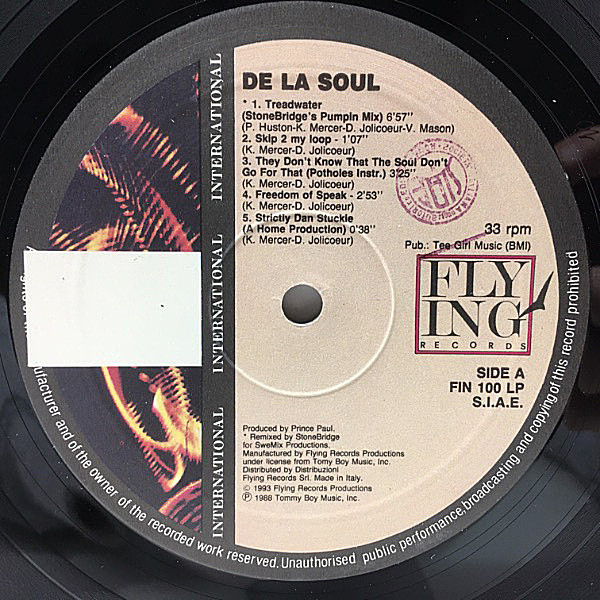 DE LA SOUL
* 1. Treadwater
(StoneBridge's Pumpin Mix) 6'57''
(P. Huston-K. Mercer-D. Jolicoeur-V. Mason)
2. Skip 2 my loop - 1'07''
(K. Mercer-D. Jolicoeur)
3. They Don't Know That The Soul Don't
Go For That (Potholes Instr.) 3'25''
(K. Mercer-D. Jolicoeur)
4. Freedom of Speak - 2'53''
(K. Mercer-D. Jolicoeur)
5. Strictly Dan Stuckie
(A Home Production) 0'38''
(K. Mercer-D. Jolicoeur)
33 rpm
Pub.: Tee Girl Music (BMI)
FLY
ING
RECORDS
SIDE A
FIN 100 LP
S.I.A.E.
Produced by Prince Paul.
* Remixed by StoneBridge
for SweMix Productions.
Manufactured by Flying Records Productions
under license from Tomy Boy Music, Inc.
Distributed by Distribuzioni
Flying Records Srl. Made in Italy.
© 1993 Flying Records Productions
Ⓟ 1988 Tommy Boy Music, Inc.
INTERNATIONAL
INTERNATIONAL
INTERNATIONAL
and of the owner of the recorded work reserved. Unauthorised public performance, broadcasting and copying of this record prohibited